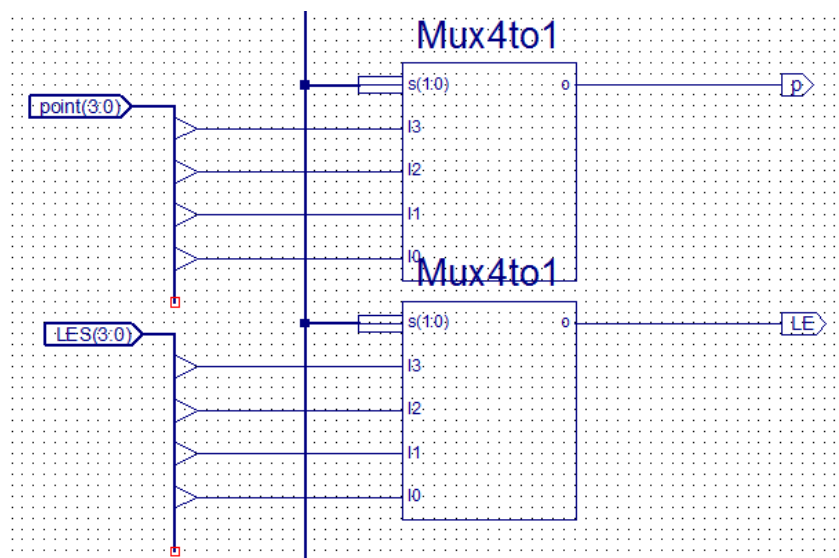 Mux4to1
point(3:0)
s(1:0)
o
p
I3
I2
I1
I0
Mux4to1
LES(3:0)
s(1:0)
o
LE
I3
I2
I1
I0